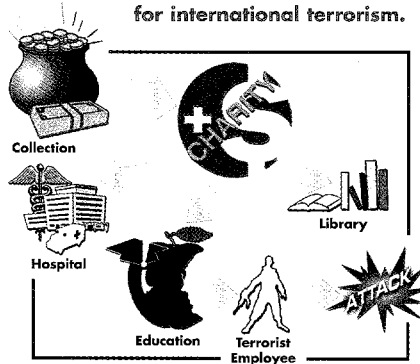 for international terrorism.
CHARITY
Collection
Library
Hospital
ATTACK
Education
Terrorist
Employee